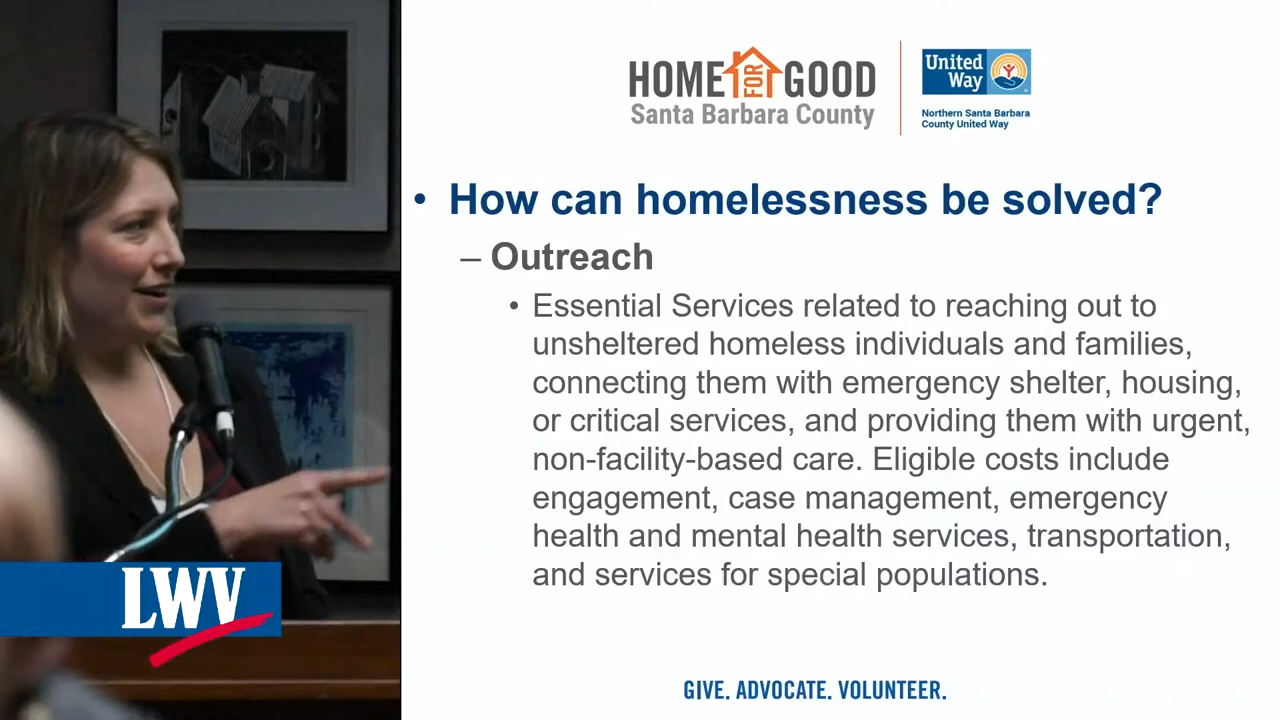 HOME FOR GOOD
Santa Barbara County
United
Way
Northern Santa Barbara
County United Way
• How can homelessness be solved?
– Outreach
• Essential Services related to reaching out to
unsheltered homeless individuals and families,
connecting them with emergency shelter, housing,
or critical services, and providing them with urgent,
non-facility-based care. Eligible costs include
engagement, case management, emergency
health and mental health services, transportation,
and services for special populations.
LWV
GIVE. ADVOCATE. VOLUNTEER.